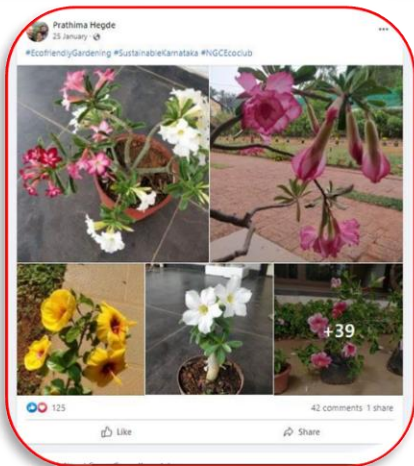 Prathima Hegde
25 January ·
#EcofriendlyGardening #SustainableKarnataka #NGCEcoclub
+39
125
42 comments 1 share
Like
Share